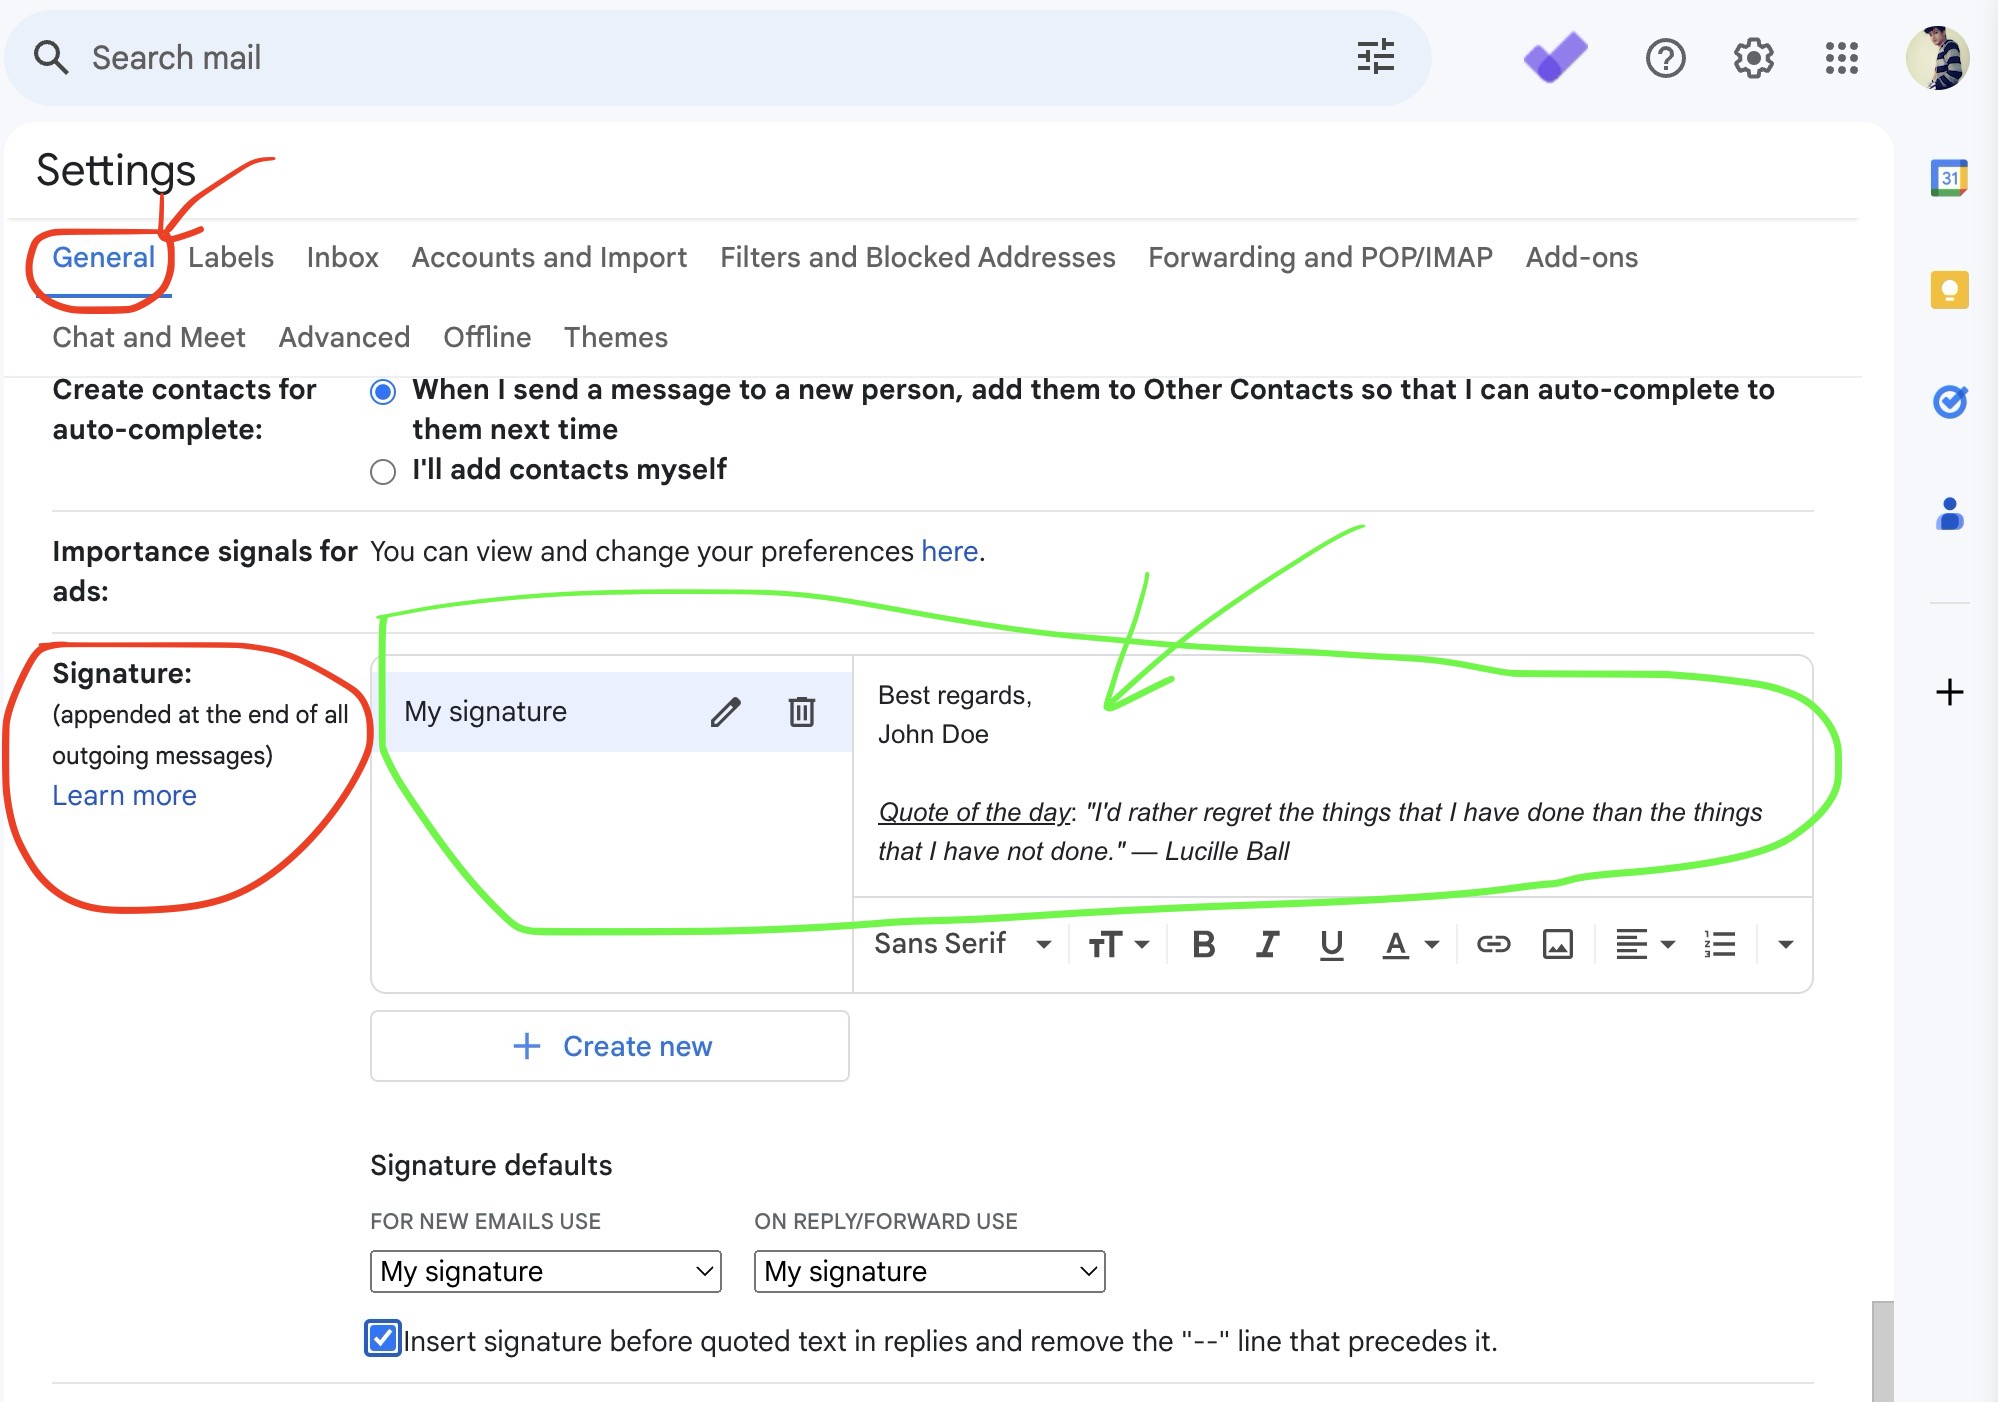 Search mail
Settings
General Labels Inbox Accounts and Import Filters and Blocked Addresses Forwarding and POP/IMAP Add-ons
Chat and Meet Advanced Offline Themes
Create contacts for
auto-complete:
When I send a message to a new person, add them to Other Contacts so that I can auto-complete to
them next time
I'll add contacts myself
Importance signals for
ads:
You can view and change your preferences here.
Signature:
(appended at the end of all
outgoing messages)
Learn more
My signature
Best regards,
John Doe
Quote of the day: "I'd rather regret the things that I have done than the things
that I have not done." — Lucille Ball
Sans Serif
B I U A
Create new
Signature defaults
FOR NEW EMAILS USE
My signature
ON REPLY/FORWARD USE
My signature
Insert signature before quoted text in replies and remove the "--" line that precedes it.
31